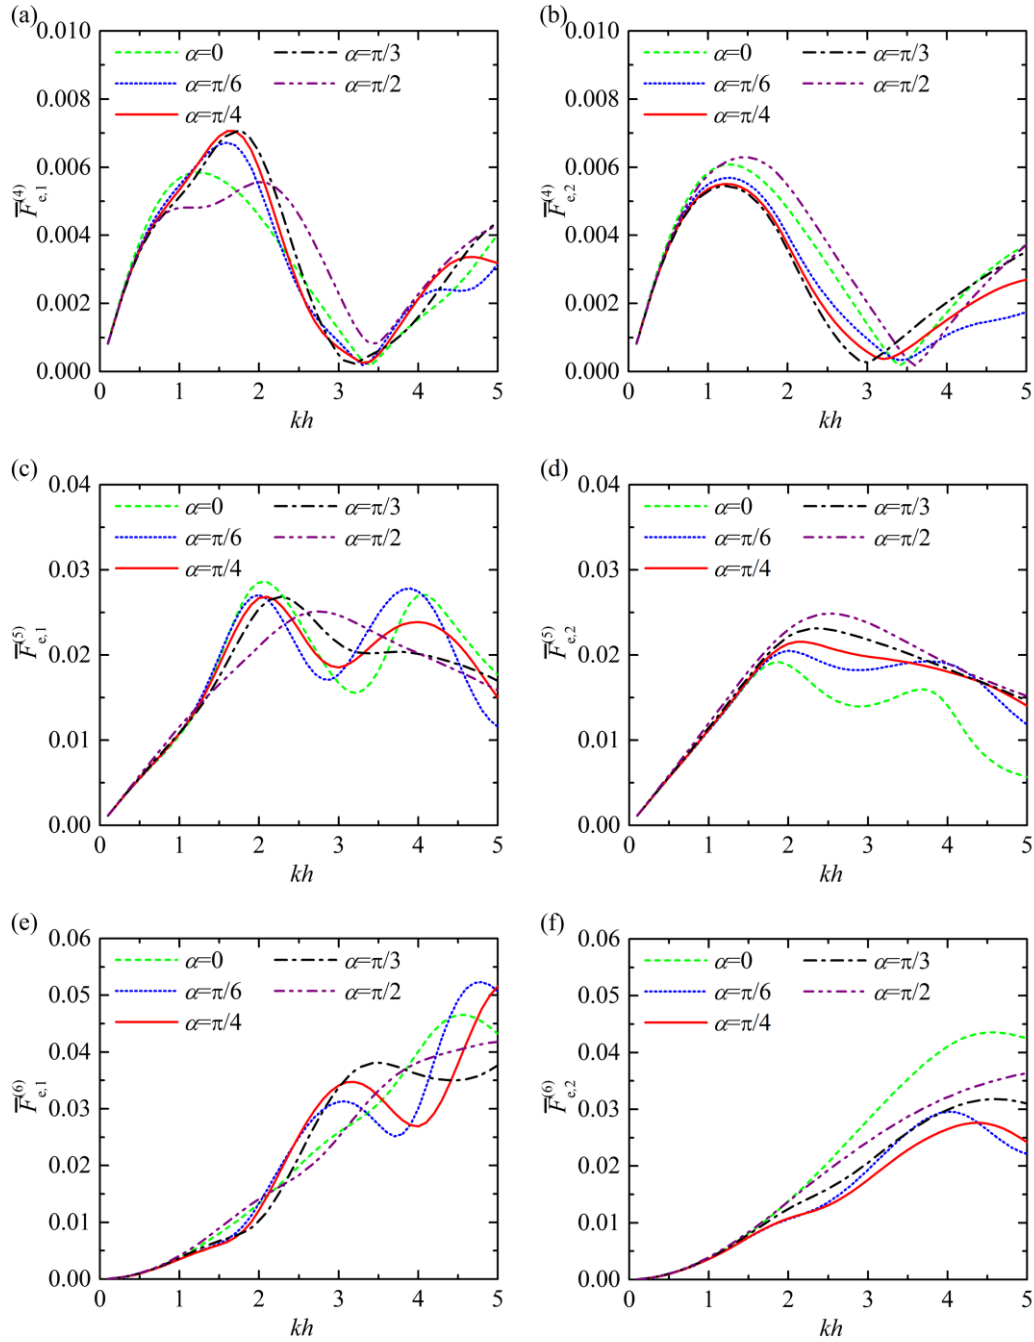 (a)
0.010
0.008
0.006
0.004
0.002
0.000
F̅e,1(4)
α=0
α=π/6
α=π/4
α=π/3
α=π/2
0 1 2 3 4 5
kh
(b)
0.010
0.008
0.006
0.004
0.002
0.000
F̅e,2(4)
α=0
α=π/6
α=π/4
α=π/3
α=π/2
0 1 2 3 4 5
kh
(c)
0.04
0.03
0.02
0.01
0.00
F̅e,1(5)
α=0
α=π/6
α=π/4
α=π/3
α=π/2
0 1 2 3 4 5
kh
(d)
0.04
0.03
0.02
0.01
0.00
F̅e,2(5)
α=0
α=π/6
α=π/4
α=π/3
α=π/2
0 1 2 3 4 5
kh
(e)
0.06
0.05
0.04
0.03
0.02
0.01
0.00
F̅e,1(6)
α=0
α=π/6
α=π/4
α=π/3
α=π/2
0 1 2 3 4 5
kh
(f)
0.06
0.05
0.04
0.03
0.02
0.01
0.00
F̅e,2(6)
α=0
α=π/6
α=π/4
α=π/3
α=π/2
0 1 2 3 4 5
kh